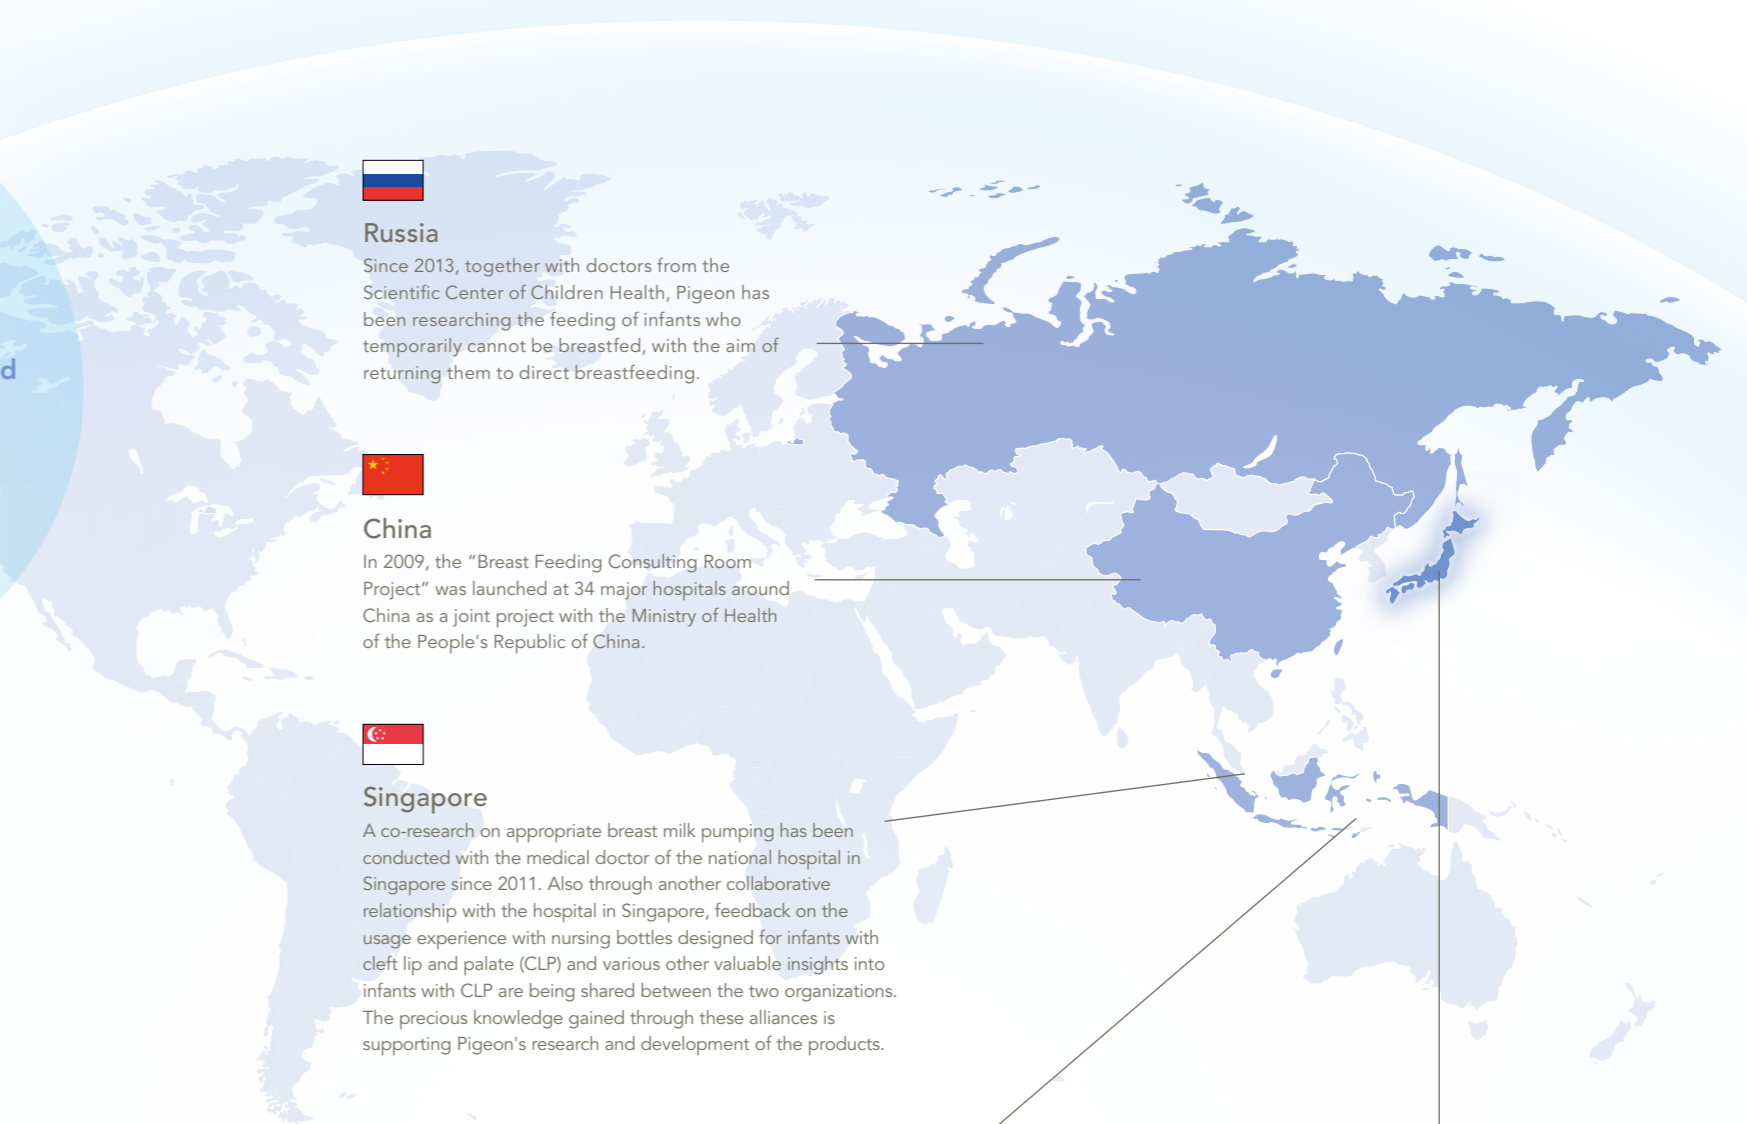 d
Russia
Since 2013, together with doctors from the
Scientific Center of Children Health, Pigeon has
been researching the feeding of infants who
temporarily cannot be breastfed, with the aim of
returning them to direct breastfeeding.
China
In 2009, the “Breast Feeding Consulting Room
Project” was launched at 34 major hospitals around
China as a joint project with the Ministry of Health
of the People's Republic of China.
Singapore
A co-research on appropriate breast milk pumping has been
conducted with the medical doctor of the national hospital in
Singapore since 2011. Also through another collaborative
relationship with the hospital in Singapore, feedback on the
usage experience with nursing bottles designed for infants with
cleft lip and palate (CLP) and various other valuable insights into
infants with CLP are being shared between the two organizations.
The precious knowledge gained through these alliances is
supporting Pigeon's research and development of the products.